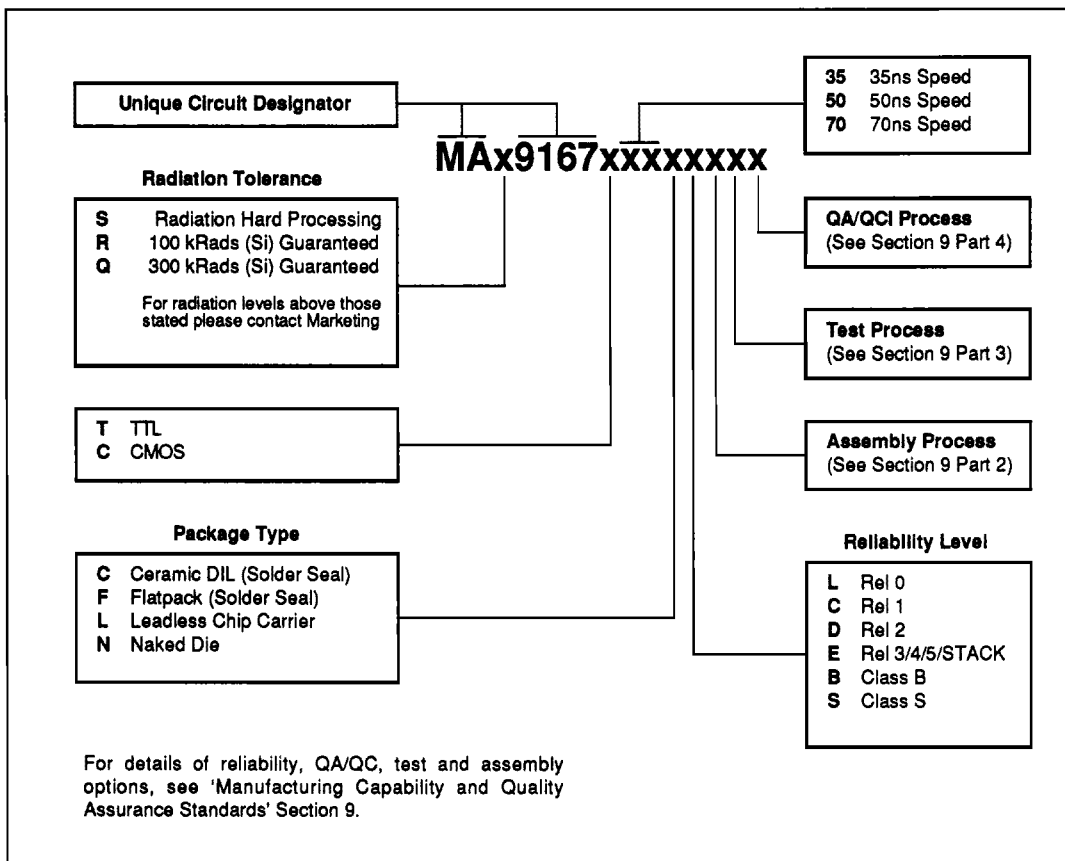 Unique Circuit Designator
MAx9167xxxxxxxx
35 35ns Speed
50 50ns Speed
70 70ns Speed
Radiation Tolerance
S Radiation Hard Processing
R 100 kRads (Si) Guaranteed
Q 300 kRads (Si) Guaranteed
For radiation levels above those
stated please contact Marketing
T TTL
C CMOS
Package Type
C Ceramic DIL (Solder Seal)
F Flatpack (Solder Seal)
L Leadless Chip Carrier
N Naked Die
QA/QCI Process
(See Section 9 Part 4)
Test Process
(See Section 9 Part 3)
Assembly Process
(See Section 9 Part 2)
Reliability Level
L Rel 0
C Rel 1
D Rel 2
E Rel 3/4/5/STACK
B Class B
S Class S
For details of reliability, QA/QC, test and assembly
options, see 'Manufacturing Capability and Quality
Assurance Standards' Section 9.